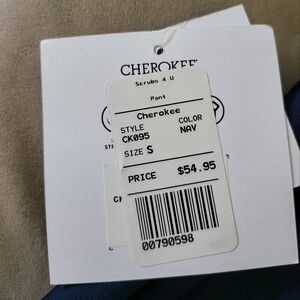 CHEROKEE
Scrubs 4 U
Pant
Cherokee
STYLE COLOR
CK095 NAV
SIZE S
PRICE $54.95
00790598